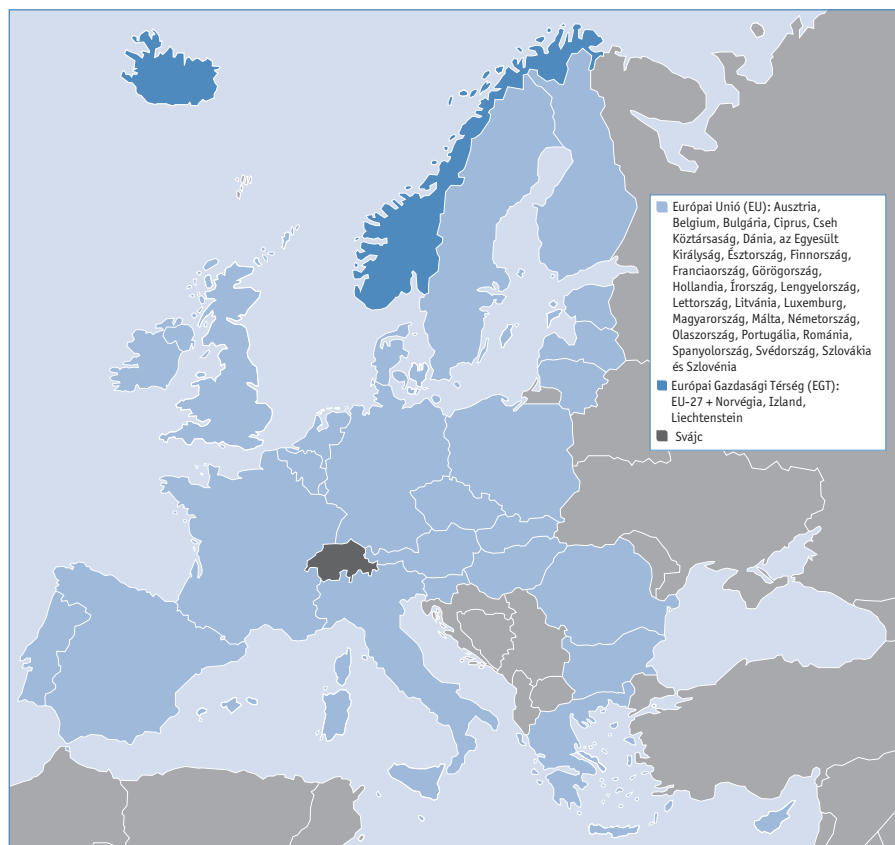 Európai Unió (EU): Ausztria,
Belgium, Bulgária, Ciprus, Cseh
Köztársaság, Dánia, az Egyesült
Királyság, Észtország, Finnország,
Franciaország, Görögország,
Hollandia, Írország, Lengyelország,
Lettország, Litvánia, Luxemburg,
Magyarország, Málta, Németország,
Olaszország, Portugália, Románia,
Spanyolország, Svédország, Szlovákia
és Szlovénia
Európai Gazdasági Térség (EGT):
EU-27 + Norvégia, Izland,
Liechtenstein
Svájc